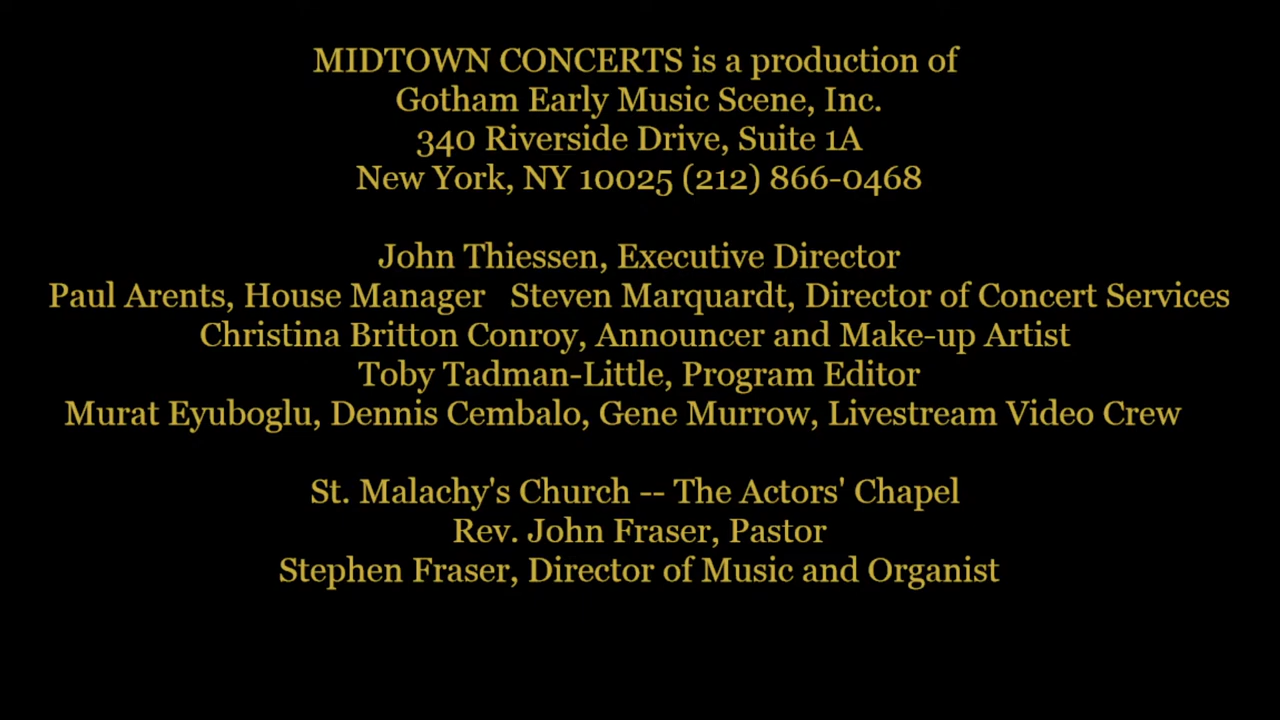 MIDTOWN CONCERTS is a production of
Gotham Early Music Scene, Inc.
340 Riverside Drive, Suite 1A
New York, NY 10025 (212) 866-0468
John Thiessen, Executive Director
Paul Arents, House Manager   Steven Marquardt, Director of Concert Services
Christina Britton Conroy, Announcer and Make-up Artist
Toby Tadman-Little, Program Editor
Murat Eyuboglu, Dennis Cembalo, Gene Murrow, Livestream Video Crew
St. Malachy's Church -- The Actors' Chapel
Rev. John Fraser, Pastor
Stephen Fraser, Director of Music and Organist